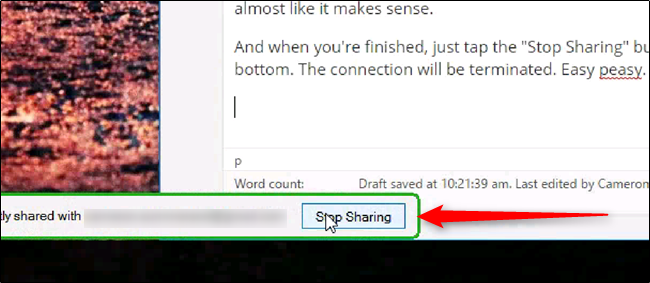 almost like it makes sense.
And when you're finished, just tap the "Stop Sharing" bu
bottom. The connection will be terminated. Easy peasy.
p
Word count: Draft saved at 10:21:39 am. Last edited by Cameron
tly shared with
Stop Sharing